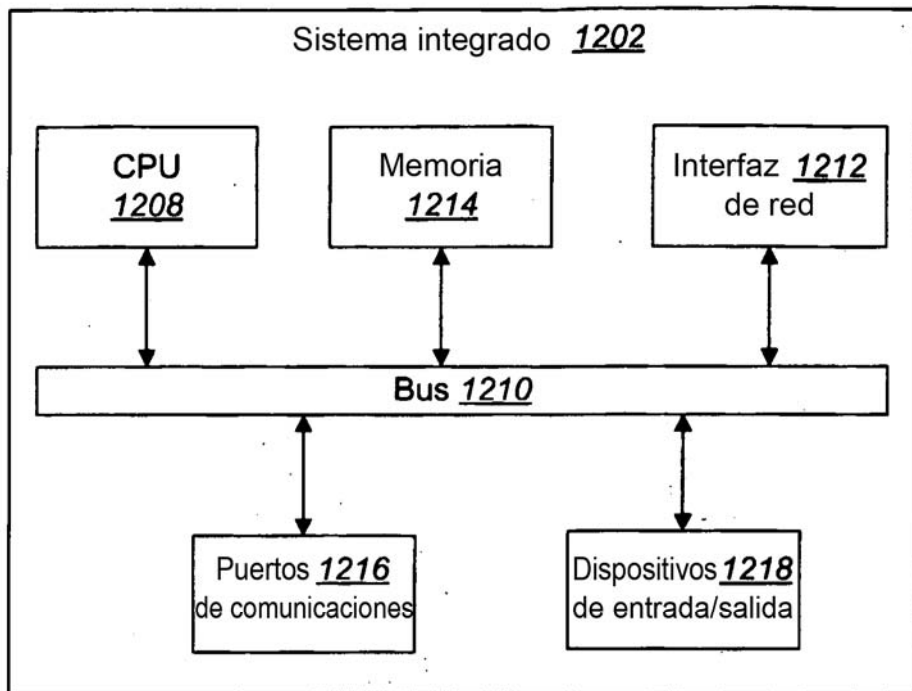 Sistema integrado 1202
CPU
1208
Memoria
1214
Interfaz 1212
de red
Bus 1210
Puertos 1216
de comunicaciones
Dispositivos 1218
de entrada/salida